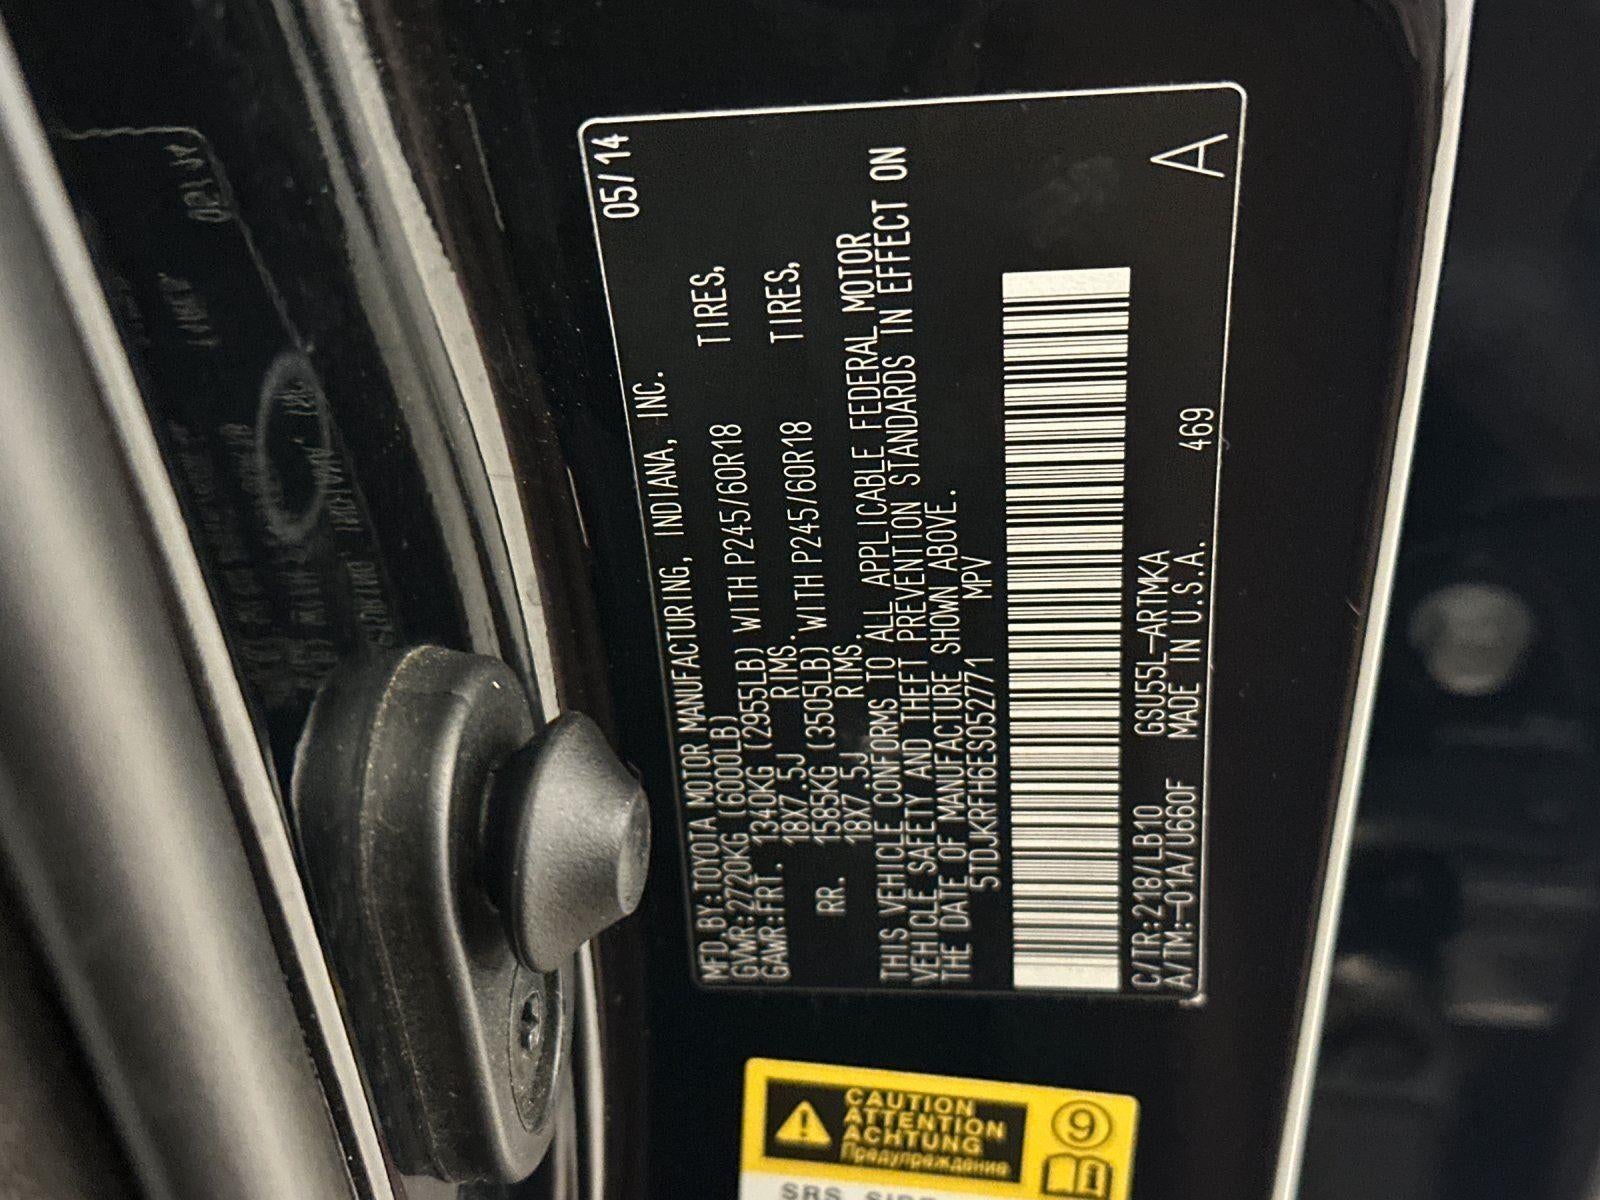 05/14
MFD.BY:TOYOTA MOTOR MANUFACTURING, INDIANA, INC.
GVWR:2720KG (6000LB)
GAWR:FRT. 1340KG (2955LB) WITH P245/60R18 TIRES,
18X7.5J RIMS.
RR. 1585KG (3505LB) WITH P245/60R18 TIRES,
18X7.5J RIMS.
THIS VEHICLE CONFORMS TO ALL APPLICABLE FEDERAL MOTOR
VEHICLE SAFETY AND THEFT PREVENTION STANDARDS IN EFFECT ON
THE DATE OF MANUFACTURE SHOWN ABOVE.
5TDJKRFH6ES052771 MPV
C/TR:218/LB10 GSU55L-ARTMKA 469
A/TM:-01A/U660F MADE IN U.S.A. A
CAUTION
ATTENTION
ACHTUNG
Предупреждение
9
SRS SIDE